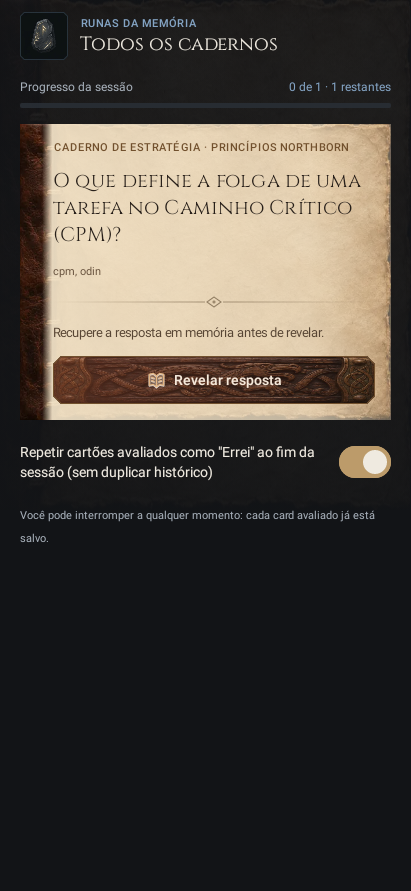 RUNAS DA MEMÓRIA
Todos os cadernos
Progresso da sessão
0 de 1 · 1 restantes
CADERNO DE ESTRATÉGIA · PRINCÍPIOS NORTHBORN
O que define a folga de uma
tarefa no Caminho Crítico
(CPM)?
cpm, odin
Recupere a resposta em memória antes de revelar.
Revelar resposta
Repetir cartões avaliados como "Errei" ao fim da
sessão (sem duplicar histórico)
Você pode interromper a qualquer momento: cada card avaliado já está
salvo.